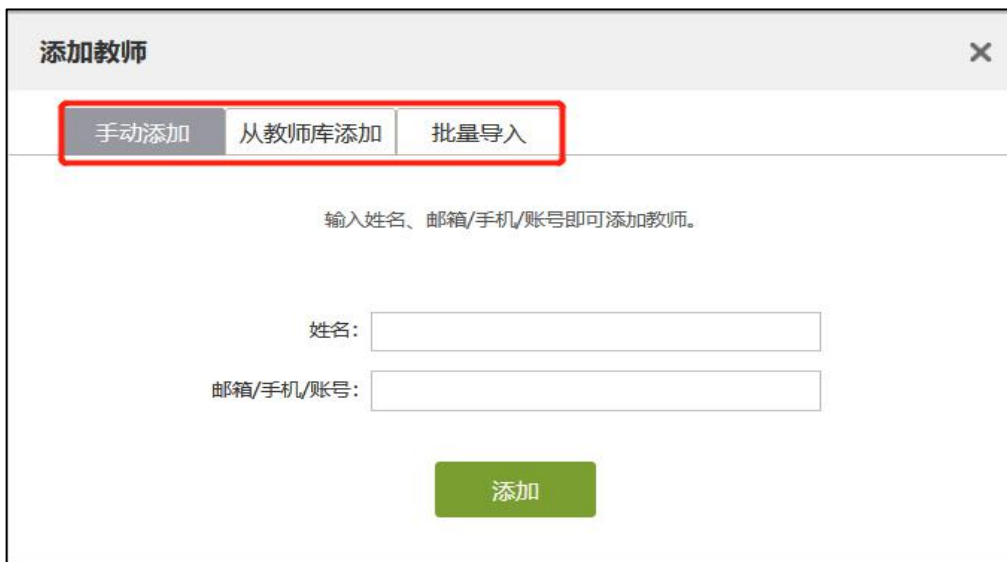 添加教师
手动添加 从教师库添加 批量导入
输入姓名、邮箱/手机/账号即可添加教师。
姓名：
邮箱/手机/账号：
添加